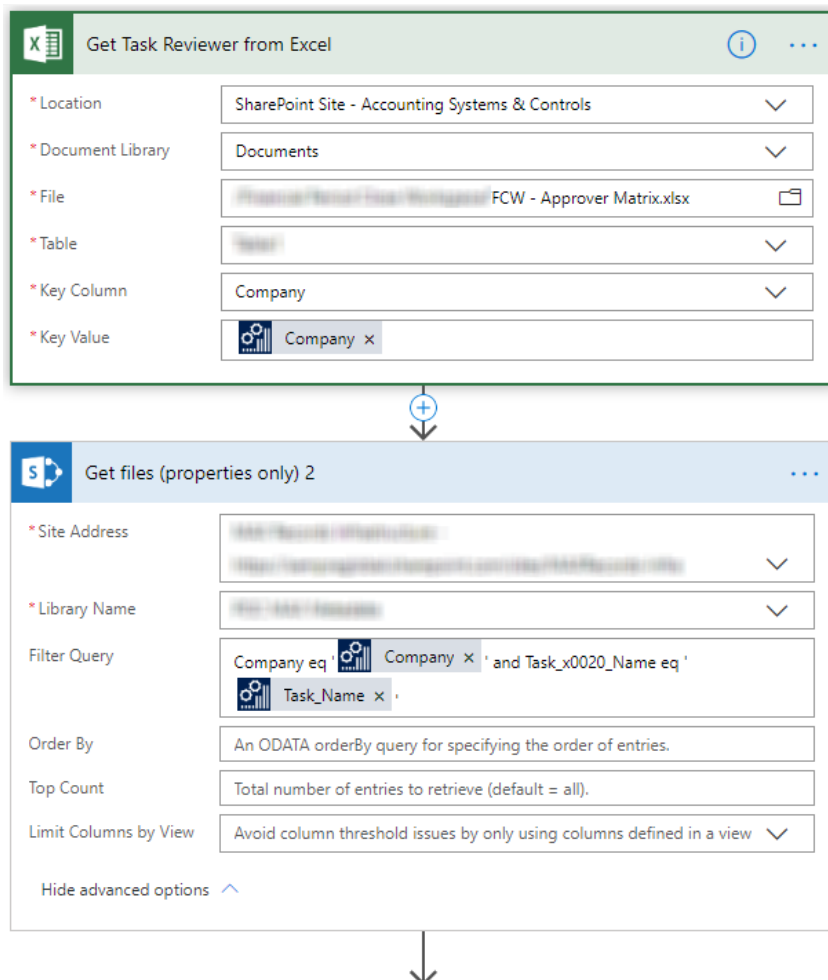 Get Task Reviewer from Excel
* Location SharePoint Site - Accounting Systems & Controls
* Document Library Documents
* File FCW - Approver Matrix.xlsx
* Table
* Key Column Company
* Key Value Company ×
Get files (properties only) 2
* Site Address
* Library Name
Filter Query Company eq ' Company × ' and Task_x0020_Name eq '
Task_Name × '
Order By An ODATA orderBy query for specifying the order of entries.
Top Count Total number of entries to retrieve (default = all).
Limit Columns by View Avoid column threshold issues by only using columns defined in a view
Hide advanced options